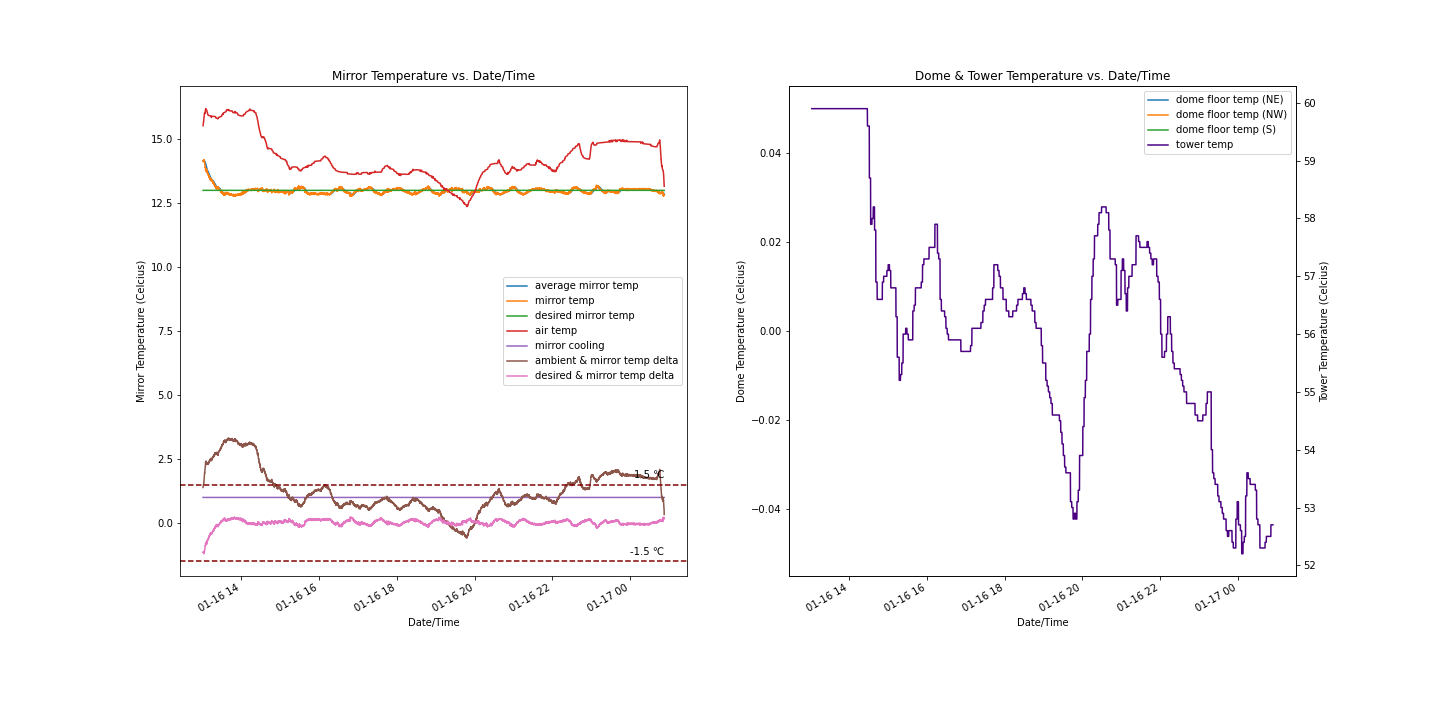 Mirror Temperature vs. Date/Time
Mirror Temperature (Celcius)
15.0
12.5
10.0
7.5
5.0
2.5
0.0
average mirror temp
mirror temp
desired mirror temp
air temp
mirror cooling
ambient & mirror temp delta
desired & mirror temp delta
1.5 °C
-1.5 °C
01-16 14
01-16 16
01-16 18
01-16 20
01-16 22
01-17 00
Date/Time
Dome & Tower Temperature vs. Date/Time
Dome Temperature (Celcius)
0.04
0.02
0.00
−0.02
−0.04
dome floor temp (NE)
dome floor temp (NW)
dome floor temp (S)
tower temp
60
59
58
57
56
55
54
53
52
Tower Temperature (Celcius)
01-16 14
01-16 16
01-16 18
01-16 20
01-16 22
01-17 00
Date/Time